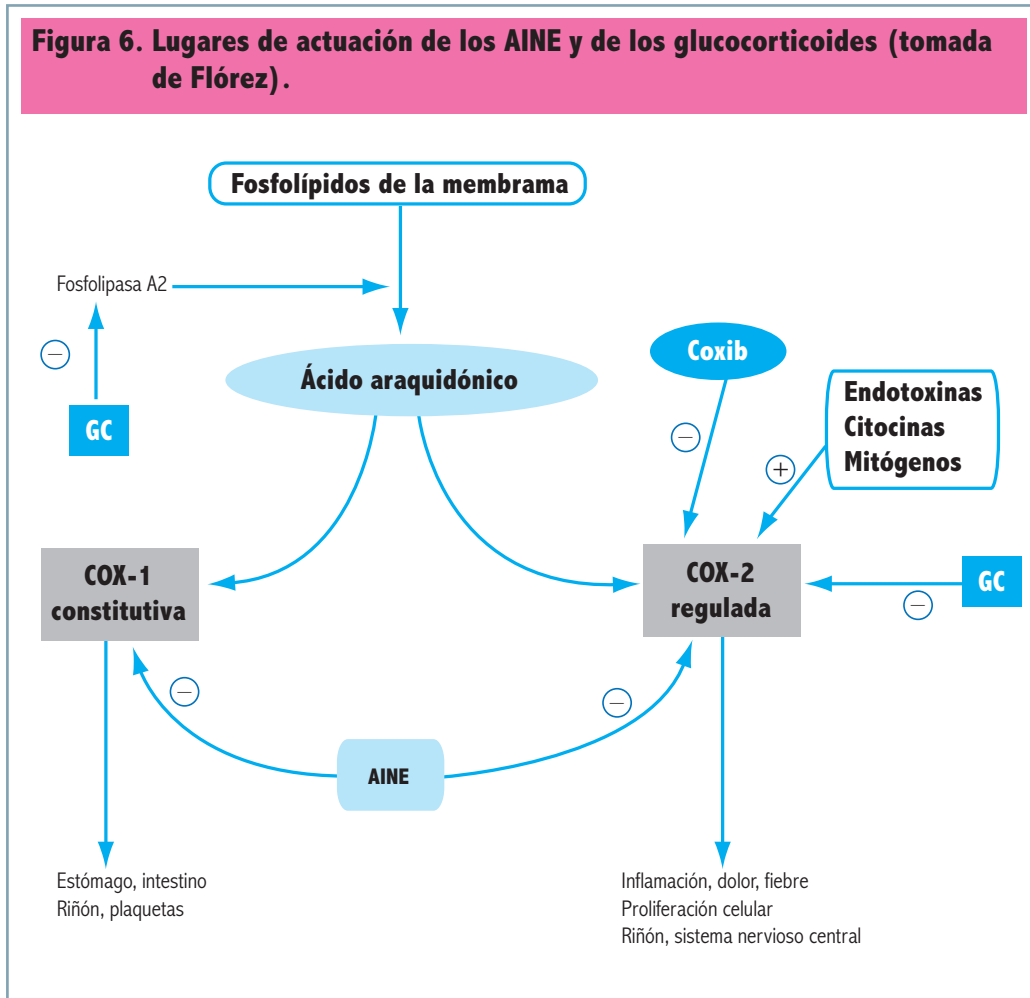 Figura 6. Lugares de actuación de los AINE y de los glucocorticoides (tomada
de Flórez).
Fosfolípidos de la membrama
Fosfolipasa A2
−
GC
Ácido araquidónico
Coxib
−
+
Endotoxinas
Citocinas
Mitógenos
COX-1
constitutiva
COX-2
regulada
GC
−
−
−
AINE
Estómago, intestino
Riñón, plaquetas
Inflamación, dolor, fiebre
Proliferación celular
Riñón, sistema nervioso central